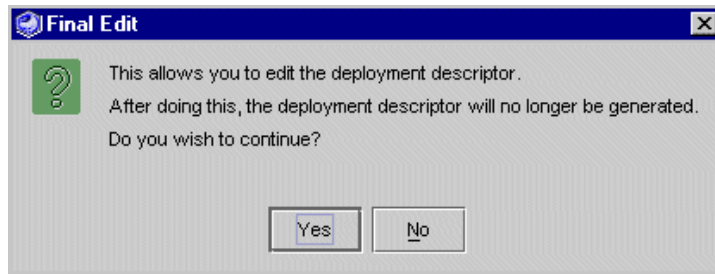 Final Edit
This allows you to edit the deployment descriptor.
After doing this, the deployment descriptor will no longer be generated.
Do you wish to continue?
Yes No